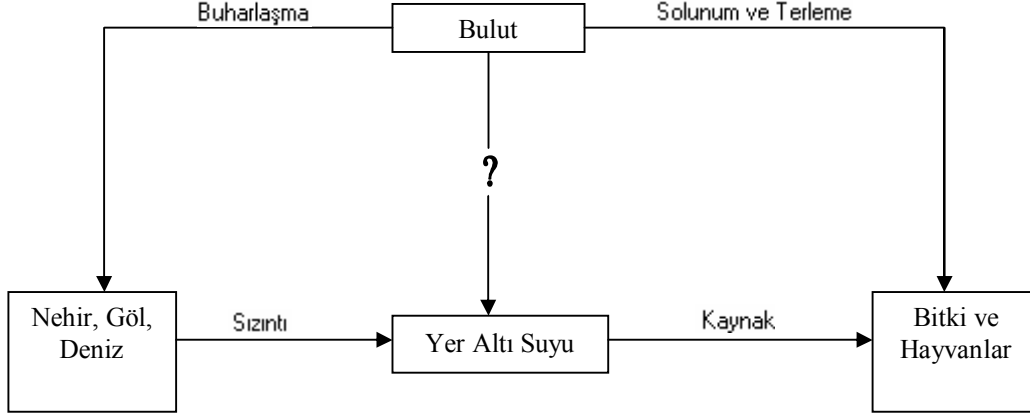 Buharlaşma
Bulut
Solunum ve Terleme
?
Nehir, Göl,
Deniz
Sızıntı
Yer Altı Suyu
Kaynak
Bitki ve
Hayvanlar